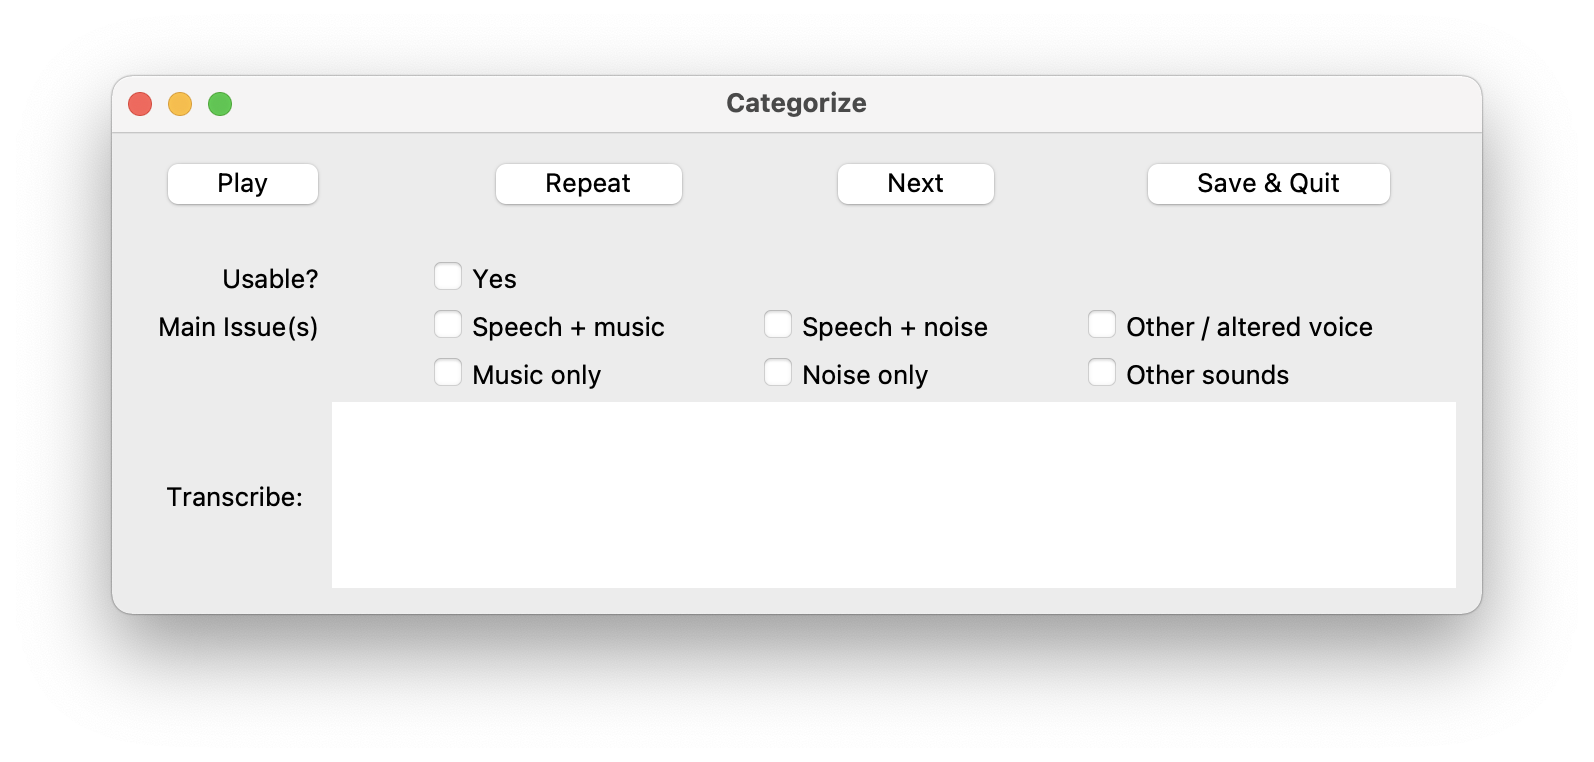 Categorize
Play Repeat Next Save & Quit
Usable? Yes
Main Issue(s) Speech + music Speech + noise Other / altered voice
Music only Noise only Other sounds
Transcribe: